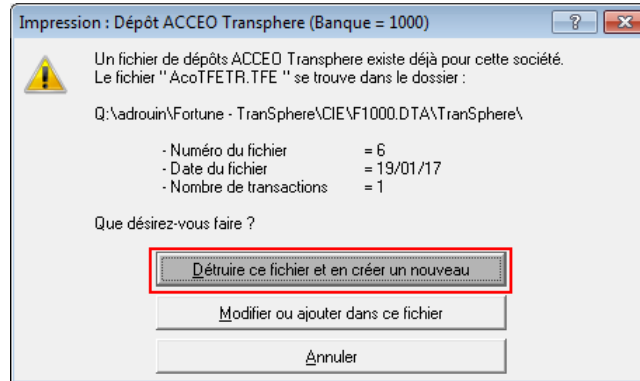 Impression : Dépôt ACCEO Transphere (Banque = 1000)
Un fichier de dépôts ACCEO Transphere existe déjà pour cette société.
Le fichier "AcoTFETR.TFE " se trouve dans le dossier :
Q:\adrouin\Fortune - TranSphere\CIE\F1000.DTA\TranSphere\
- Numéro du fichier = 6
- Date du fichier = 19/01/17
- Nombre de transactions = 1
Que désirez-vous faire ?
Détruire ce fichier et en créer un nouveau
Modifier ou ajouter dans ce fichier
Annuler